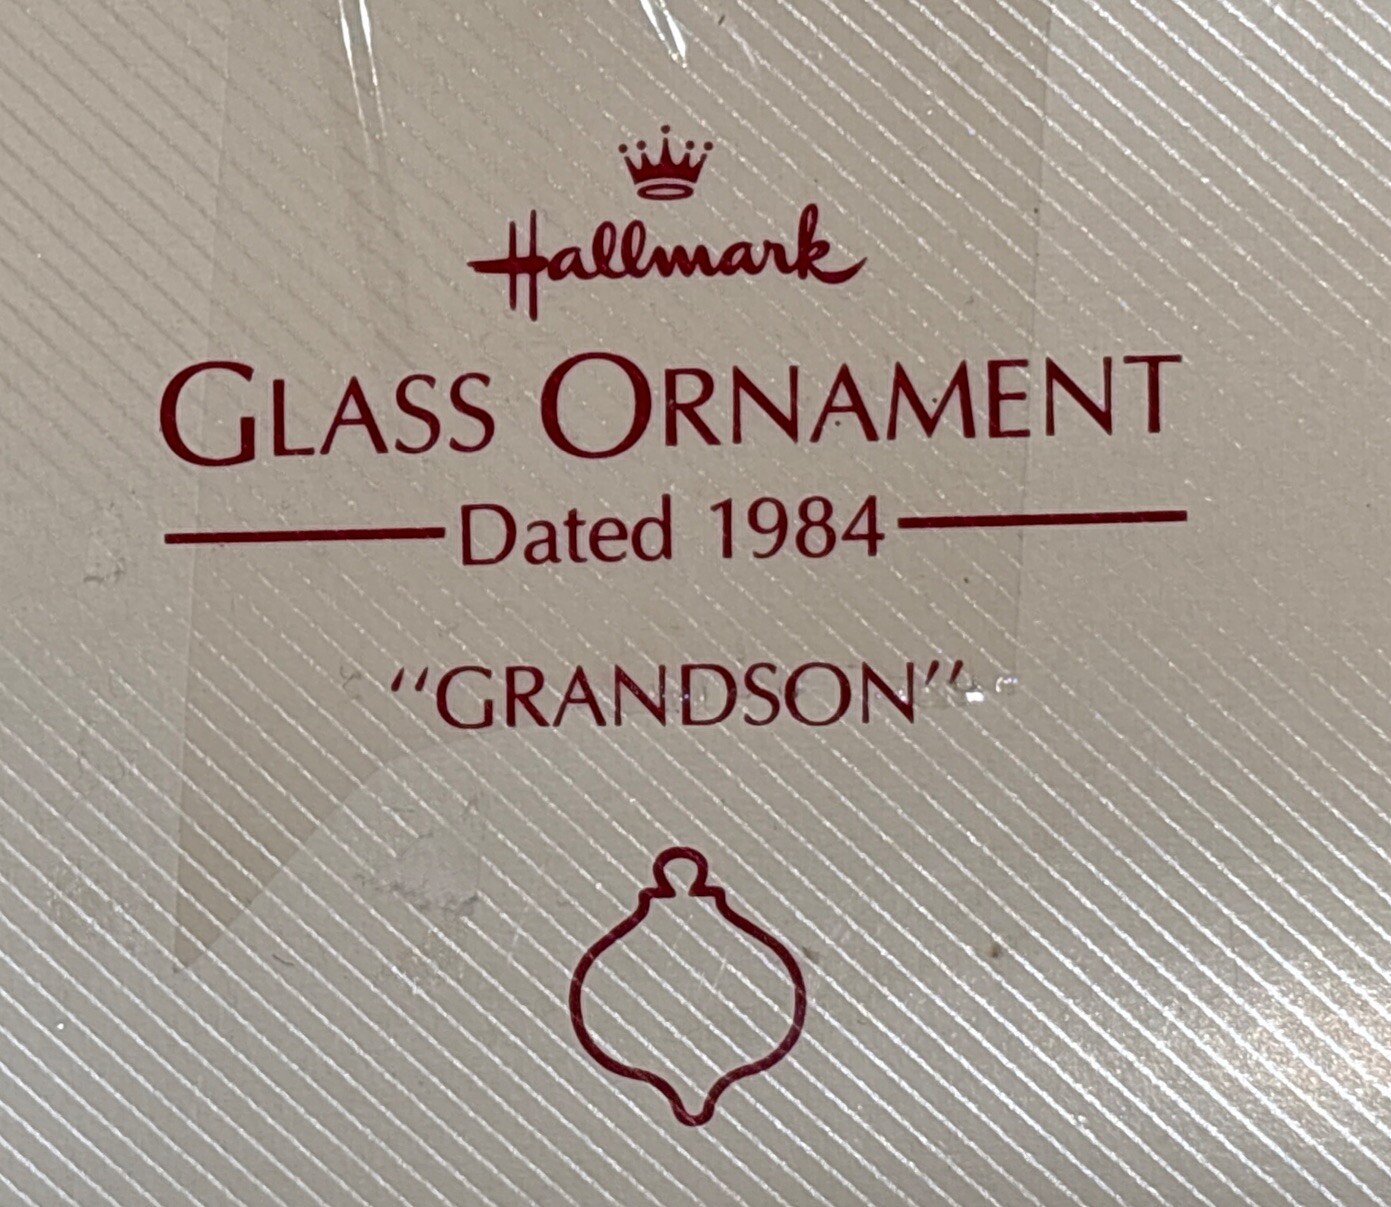 Hallmark
GLASS ORNAMENT
Dated 1984
"GRANDSON"